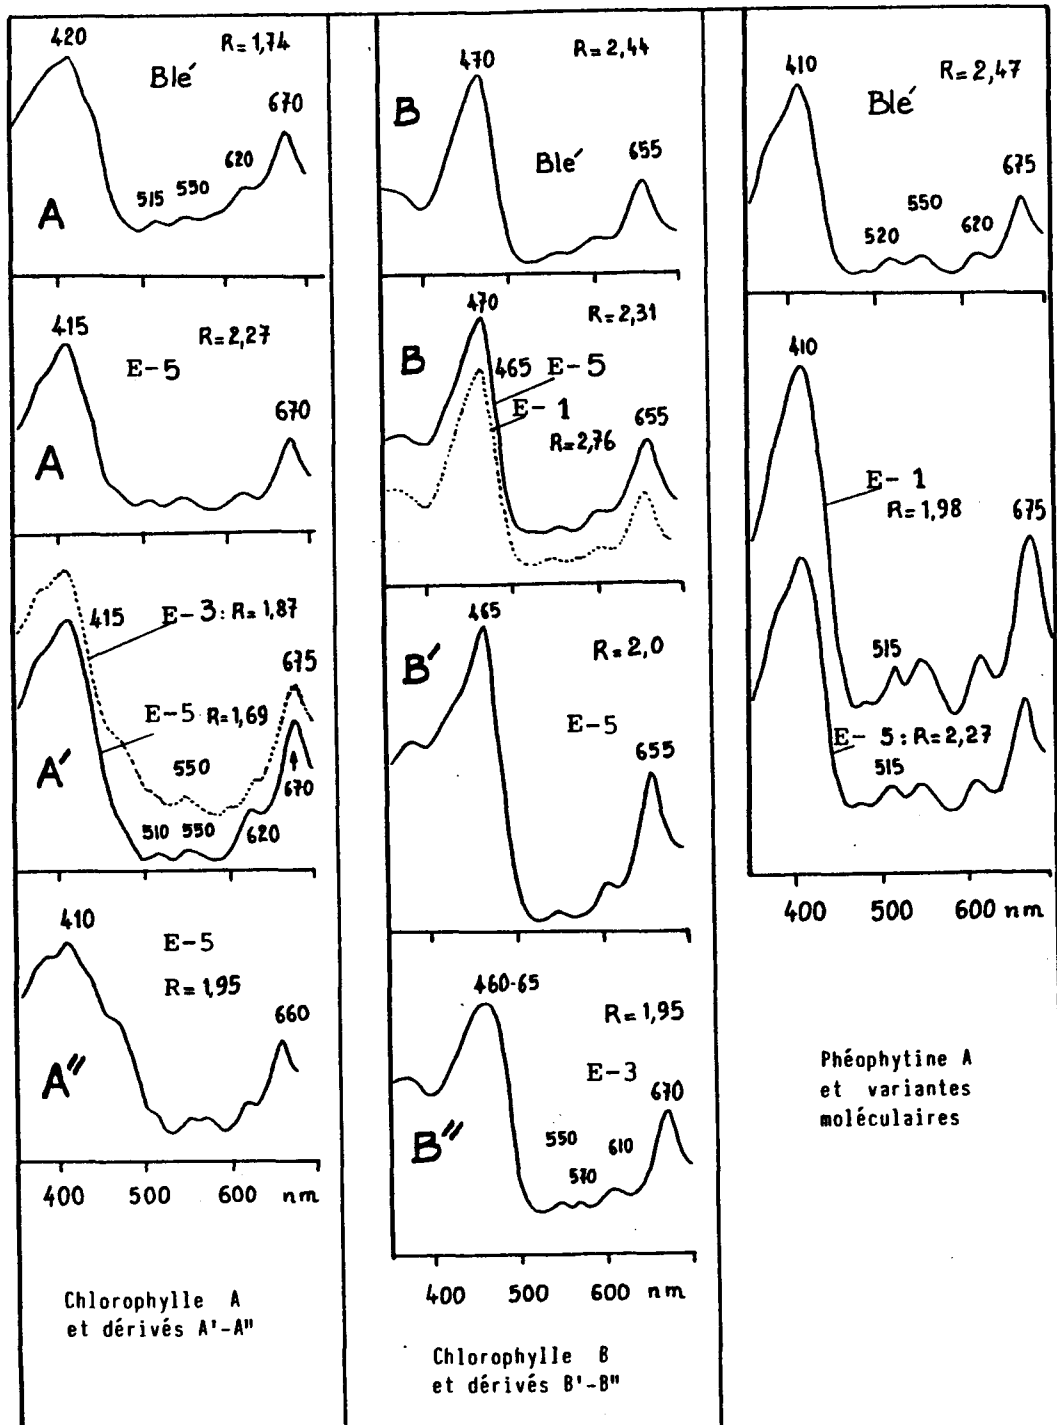 420
R=1,74
Blé
670
620
515
550
A
415
R=2,27
E-5
670
A
415
E-3: R=1,87
675
E-5 R=1,69
A'
550
670
510
550
620
410
E-5
R=1,95
660
A"
400 500 600 nm
Chlorophylle A
et dérivés A'-A"
470
R=2,44
B
Blé
655
470
R=2,31
B
465
E-5
E-1
R=2,76
655
465
B'
R=2,0
E-5
655
460-65
R=1,95
E-3
670
B"
550
610
570
400 500 600 nm
Chlorophylle B
et dérivés B'-B"
410
R=2,47
Blé
675
550
520
620
410
E-1
R=1,98
675
515
E-5: R=2,27
515
400 500 600 nm
Phéophytine A
et variantes
moléculaires